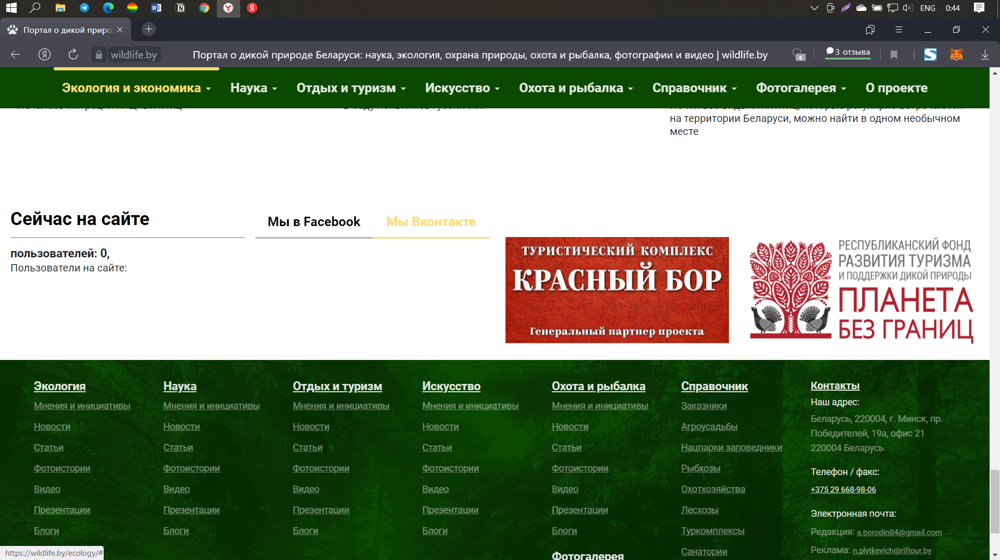 ENG 0:44
Портал о дикой приро
wildlife.by Портал о дикой природе Беларуси: наука, экология, охрана природы, охота и рыбалка, фотографии и видео | wildlife.by 4 3 отзыва
Экология и экономика Наука Отдых и туризм Искусство Охота и рыбалка Справочник Фотогалерея О проекте
на территории Беларуси, можно найти в одном необычном
месте
Сейчас на сайте
пользователей: 0,
Пользователи на сайте:
Мы в Facebook Мы Вконтакте
ТУРИСТИЧЕСКИЙ КОМПЛЕКС
КРАСНЫЙ БОР
Генеральный партнер проекта
РЕСПУБЛИКАНСКИЙ ФОНД
РАЗВИТИЯ ТУРИЗМА
И ПОДДЕРЖКИ ДИКОЙ ПРИРОДЫ
ПЛАНЕТА
БЕЗ ГРАНИЦ
Экология
Мнения и инициативы
Новости
Статьи
Фотоистории
Видео
Презентации
Блоги
Наука
Мнения и инициативы
Новости
Статьи
Фотоистории
Видео
Презентации
Блоги
Отдых и туризм
Мнения и инициативы
Новости
Статьи
Фотоистории
Видео
Презентации
Блоги
Искусство
Мнения и инициативы
Новости
Статьи
Фотоистории
Видео
Презентации
Блоги
Охота и рыбалка
Мнения и инициативы
Новости
Статьи
Фотоистории
Видео
Презентации
Блоги
Фотогалерея
Справочник
Заказники
Агроусадьбы
Нацпарки заповедники
Рыбхозы
Охотхозяйства
Лесхозы
Туркомплексы
Санатории
Контакты
Наш адрес:
Беларусь, 220004, г. Минск, пр.
Победителей, 19а, офис 21
220004 Беларусь
Телефон / факс:
+375 29 668-98-06
Электронная почта:
Редакция: a.borodin84@gmail.com
Реклама: n.plytkevich@riftour.by
https://wildlife.by/ecology/#